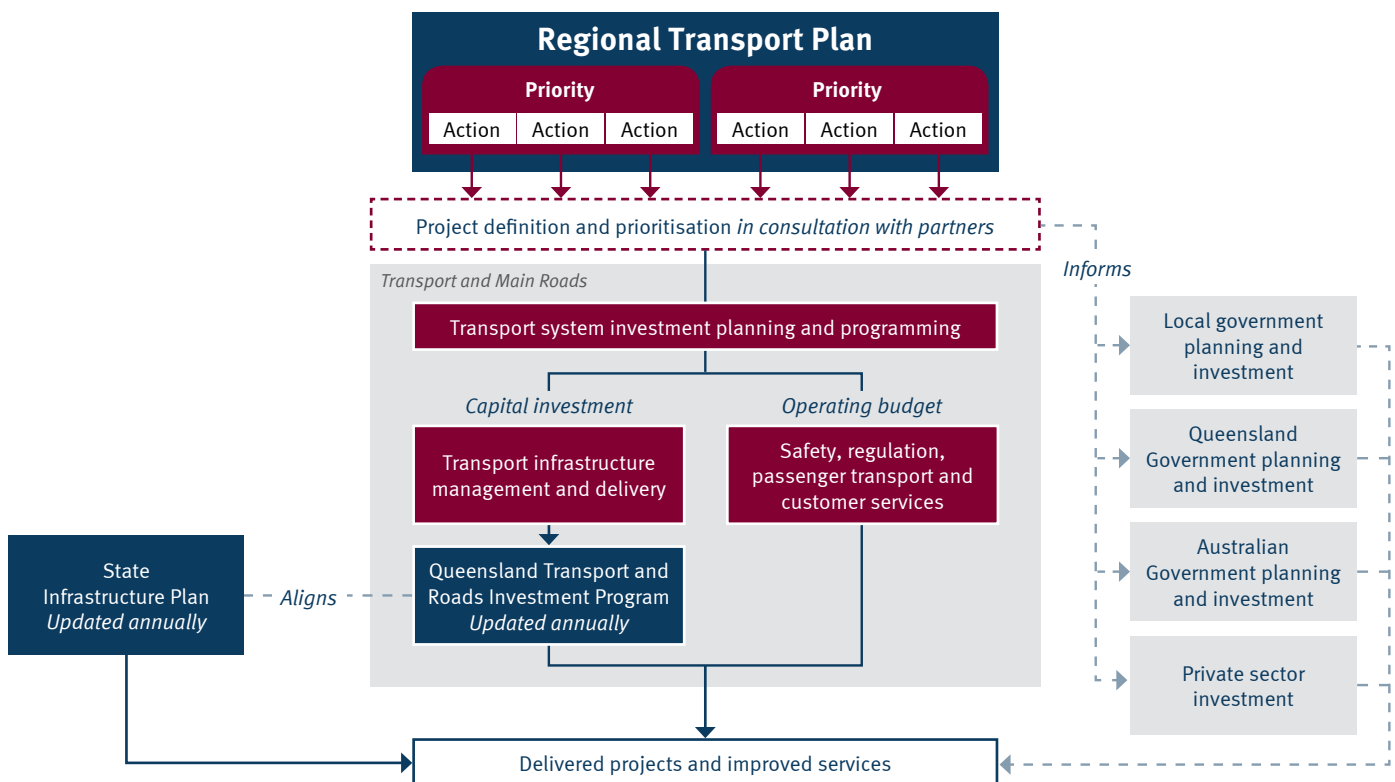 Regional Transport Plan
Priority
Action Action Action
Priority
Action Action Action
Project definition and prioritisation in consultation with partners
Informs
Transport and Main Roads
Transport system investment planning and programming
Capital investment
Operating budget
Transport infrastructure
management and delivery
Safety, regulation,
passenger transport and
customer services
State
Infrastructure Plan
Updated annually
Aligns
Queensland Transport and
Roads Investment Program
Updated annually
Local government
planning and
investment
Queensland
Government planning
and investment
Australian
Government planning
and investment
Private sector
investment
Delivered projects and improved services